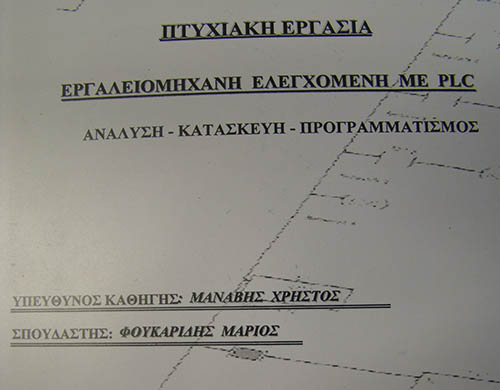 ΠΤΥΧΙΑΚΗ ΕΡΓΑΣΙΑ
ΕΡΓΑΛΕΙΟΜΗΧΑΝΗ ΕΛΕΓΧΟΜΕΝΗ ΜΕ PLC
ΑΝΑΛΥΣΗ - ΚΑΤΑΣΚΕΥΗ - ΠΡΟΓΡΑΜΜΑΤΙΣΜΟΣ
ΥΠΕΥΘΥΝΟΣ ΚΑΘΗΓΗΣ: ΜΑΝΑΒΗΣ ΧΡΗΣΤΟΣ
ΣΠΟΥΔΑΣΤΗΣ: ΦΟΥΚΑΡΙΔΗΣ ΜΑΡΙΟΣ